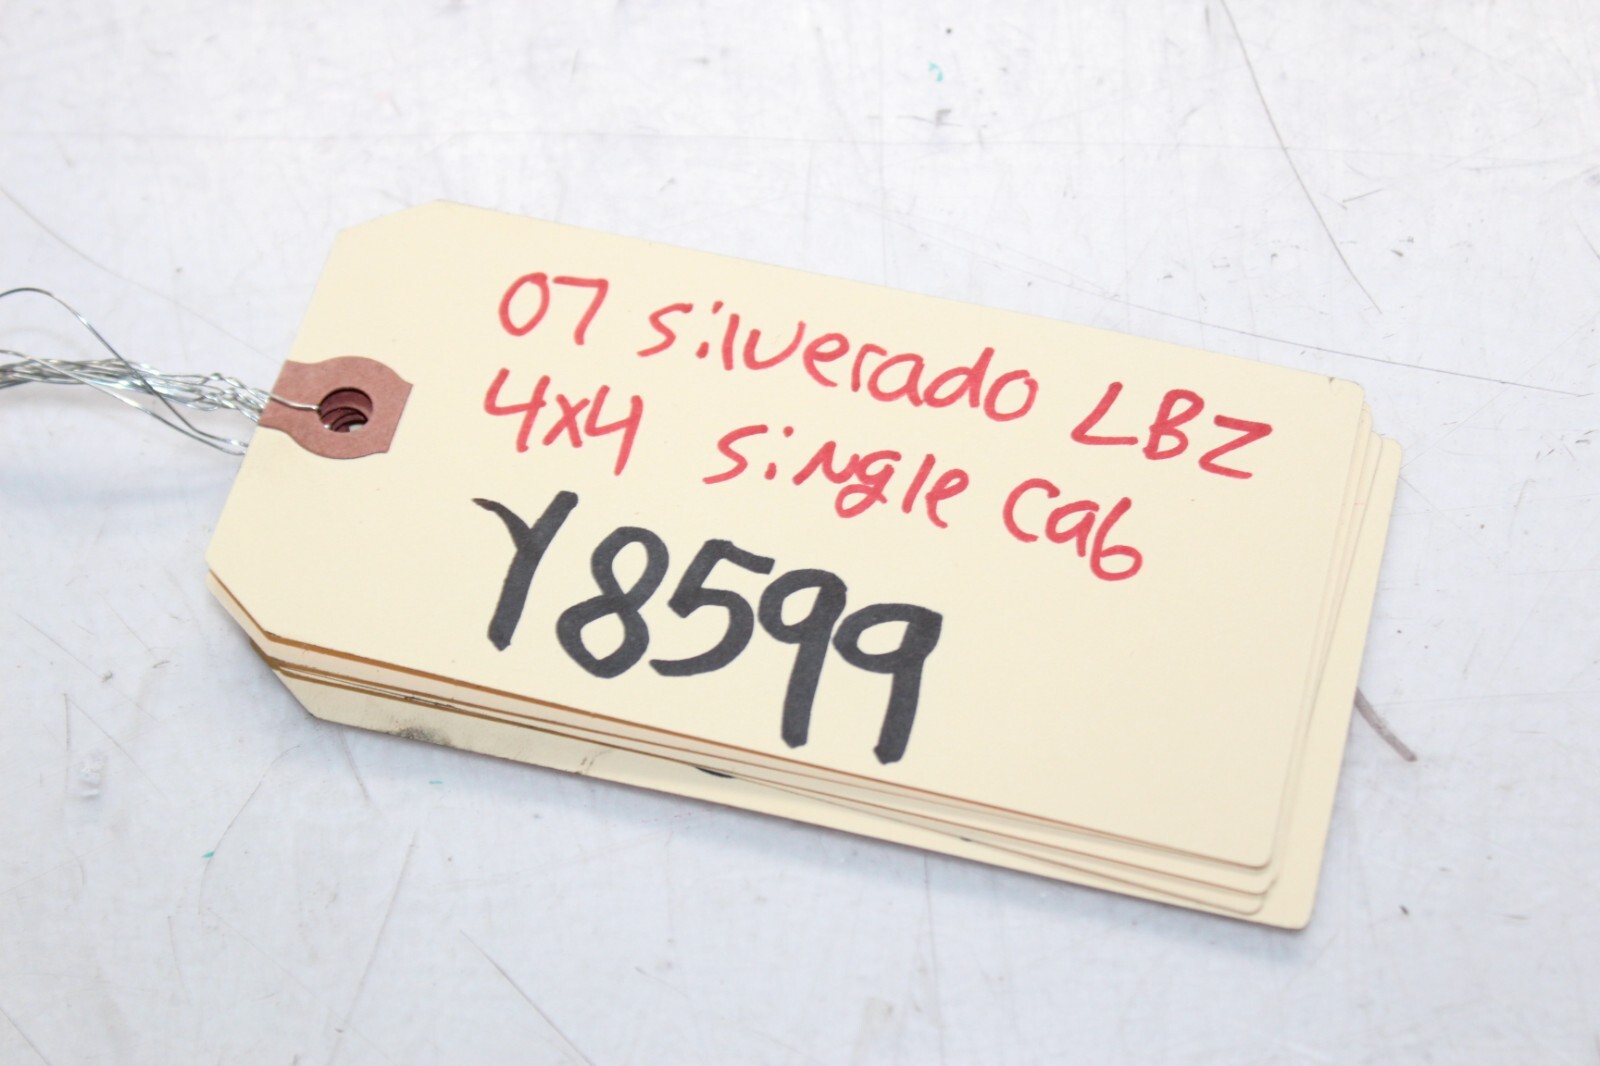 07 Silverado LBZ
4x4 Single Cab
Y8599